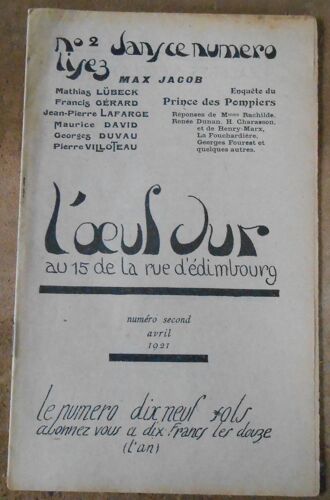 no 2 dans ce numero
lisez
MAX JACOB
Mathias LÜBECK
Francis GÉRARD
Jean-Pierre LAFARGE
Maurice DAVID
Georges DUVAU
Pierre VILLOTEAU
Enquête du
Prince des Pompiers
Réponses de Mmes Rachilde,
Renée Dunan, H. Charasson,
et de Henry-Marx,
La Fouchardière,
Georges Fourest et
quelques autres.
l'œuf dur
au 15 de la rue d'édimbourg
numéro second
avril
1921
le numero dix neuf sols
abonnez vous a dix francs les douze
(l'an)